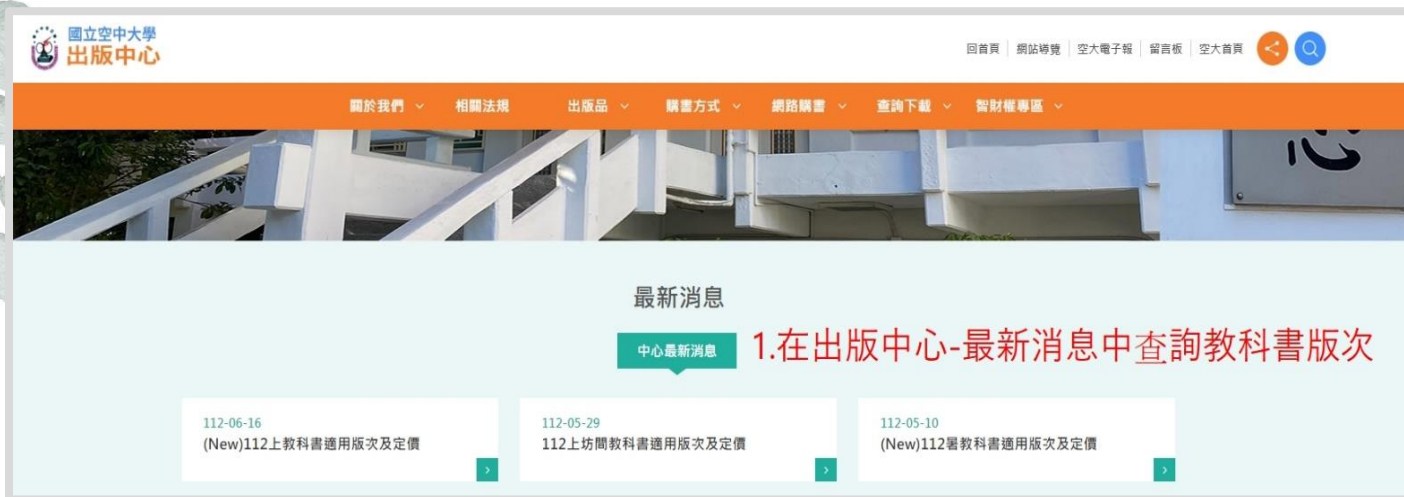 國立空中大學
出版中心
回首頁 網站導覽 空大電子報 留言板 空大首頁
關於我們 相關法規 出版品 購書方式 網路購書 查詢下載 智財權專區
最新消息
中心最新消息
1.在出版中心-最新消息中查詢教科書版次
112-06-16
(New)112上教科書適用版次及定價
112-05-29
112上坊間教科書適用版次及定價
112-05-10
(New)112暑教科書適用版次及定價